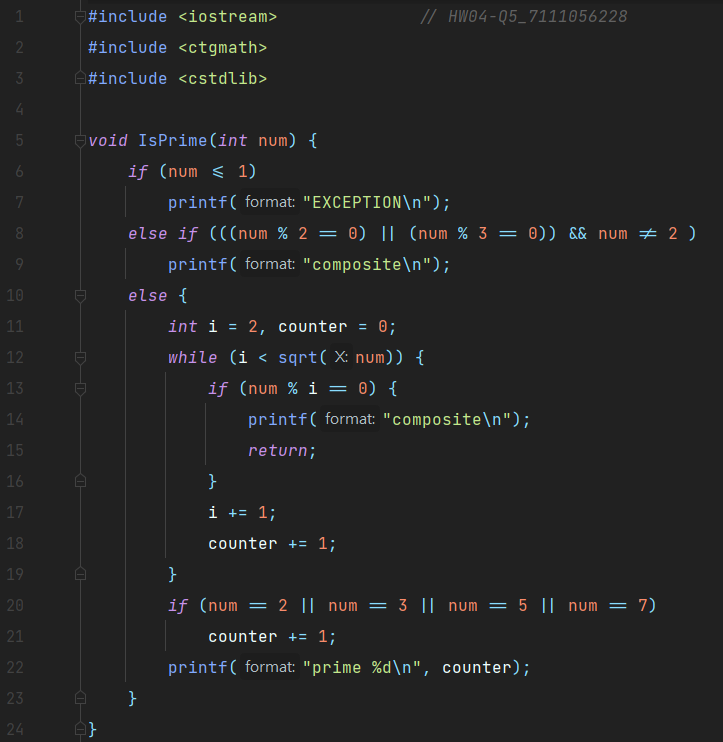 1 #include <iostream> // HW04-Q5_7111056228
2 #include <ctgmath>
3 #include <cstdlib>
4
5 void IsPrime(int num) {
6 if (num <= 1)
7 printf( format: "EXCEPTION\n");
8 else if (((num % 2 == 0) || (num % 3 == 0)) && num != 2 )
9 printf( format: "composite\n");
10 else {
11 int i = 2, counter = 0;
12 while (i < sqrt( X: num)) {
13 if (num % i == 0) {
14 printf( format: "composite\n");
15 return;
16 }
17 i += 1;
18 counter += 1;
19 }
20 if (num == 2 || num == 3 || num == 5 || num == 7)
21 counter += 1;
22 printf( format: "prime %d\n", counter);
23 }
24 }